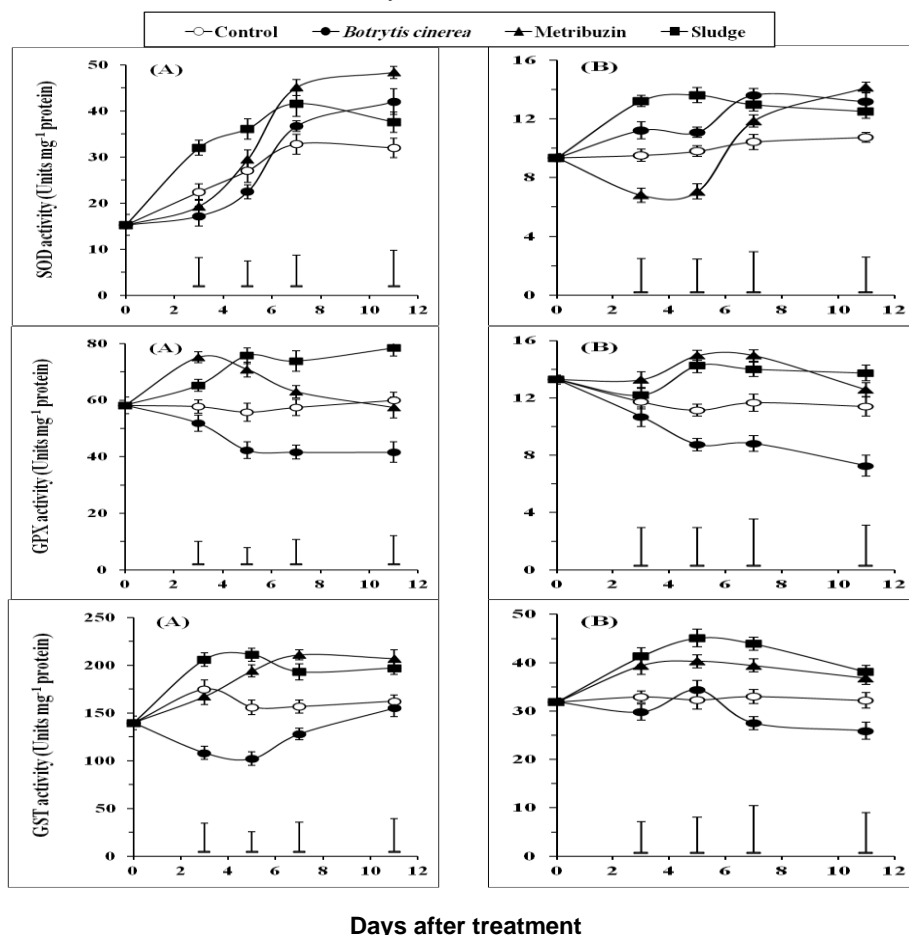 Control Botrytis cinerea Metribuzin Sludge
SOD activity (Units mg-1 protein)
(A)
50
40
30
20
10
0
0 2 4 6 8 10 12
(B)
16
12
8
4
0
0 2 4 6 8 10 12
GPX activity (Units mg-1 protein)
(A)
80
60
40
20
0
0 2 4 6 8 10 12
(B)
16
12
8
4
0
0 2 4 6 8 10 12
GST activity (Units mg-1 protein)
(A)
250
200
150
100
50
0
0 2 4 6 8 10 12
(B)
50
40
30
20
10
0
0 2 4 6 8 10 12
Days after treatment